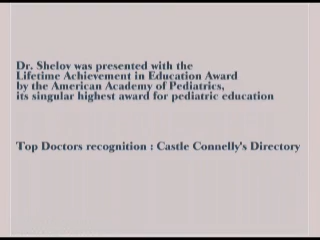 Dr. Shelov was presented with the
Lifetime Achievement in Education Award
by the American Academy of Pediatrics,
its singular highest award for pediatric education
Top Doctors recognition : Castle Connelly's Directory